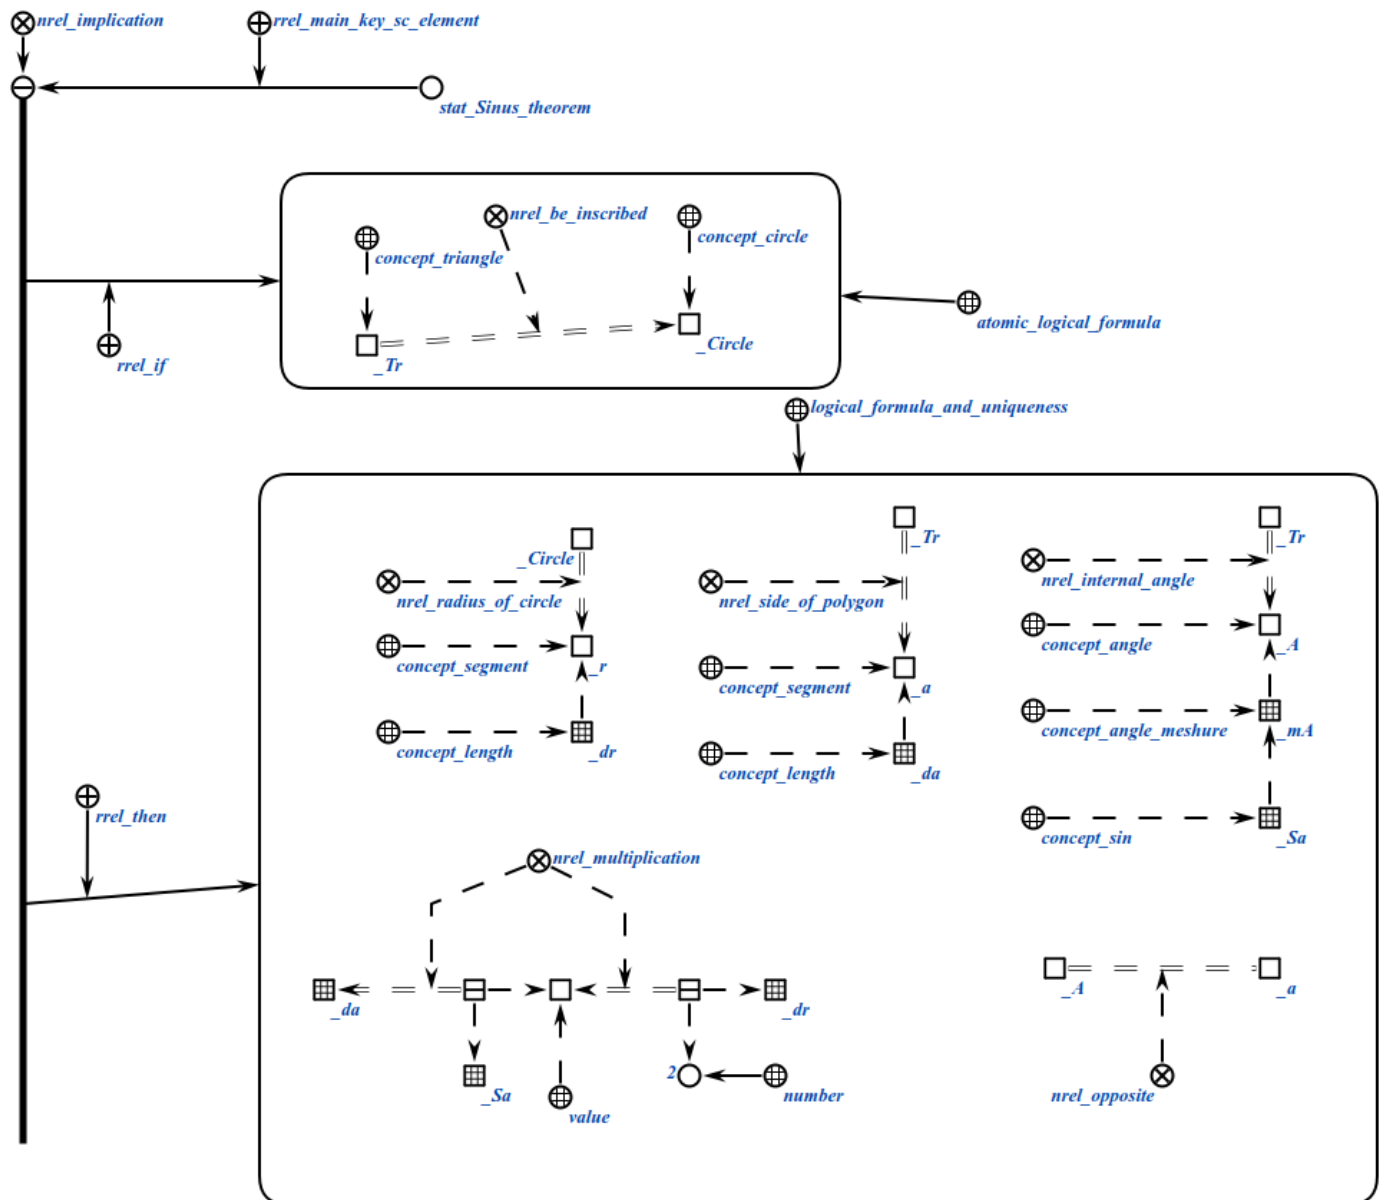 nrel_implication
rrel_main_key_sc_element
stat_Sinus_theorem
nrel_be_inscribed
concept_circle
concept_triangle
_Circle
_Tr
rrel_if
atomic_logical_formula
logical_formula_and_uniqueness
_Circle
nrel_radius_of_circle
concept_segment
_r
concept_length
_dr
_Tr
nrel_side_of_polygon
concept_segment
_a
concept_length
_da
_Tr
nrel_internal_angle
concept_angle
_A
concept_angle_meshure
_mA
concept_sin
_Sa
rrel_then
nrel_multiplication
_da
_dr
_Sa
value
2
number
_A
_a
nrel_opposite